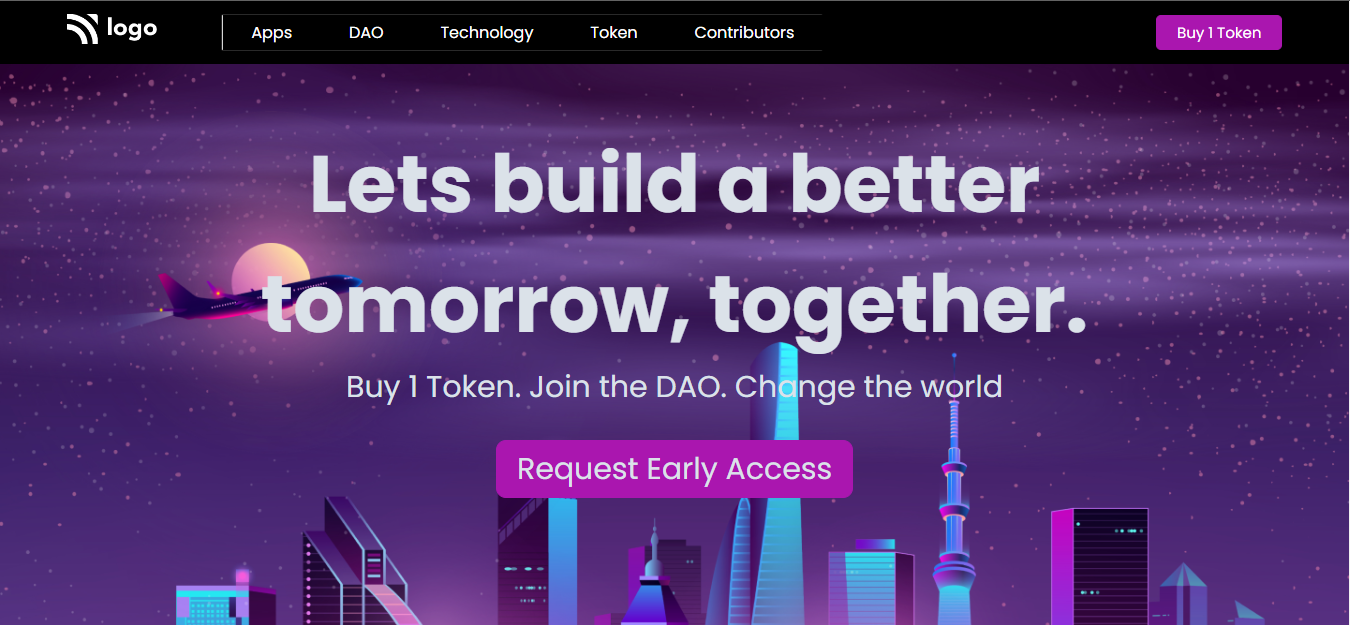 logo
Apps DAO Technology Token Contributors
Buy 1 Token
Lets build a better
tomorrow, together.
Buy 1 Token. Join the DAO. Change the world
Request Early Access